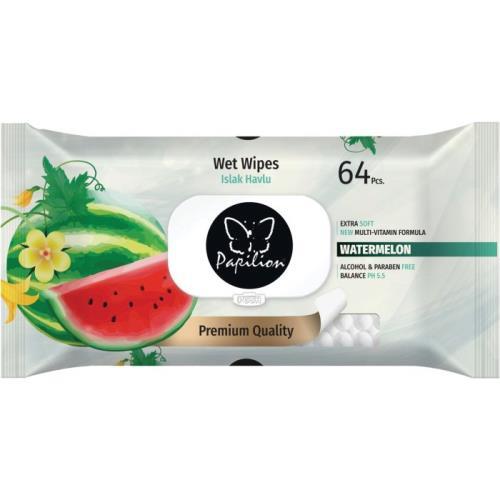 Wet Wipes
Islak Havlu
64 Pcs.
EXTRA SOFT
NEW MULTI-VITAMIN FORMULA
WATERMELON
ALCOHOL & PARABEN FREE
BALANCE PH 5.5
Papilion
Premium Quality